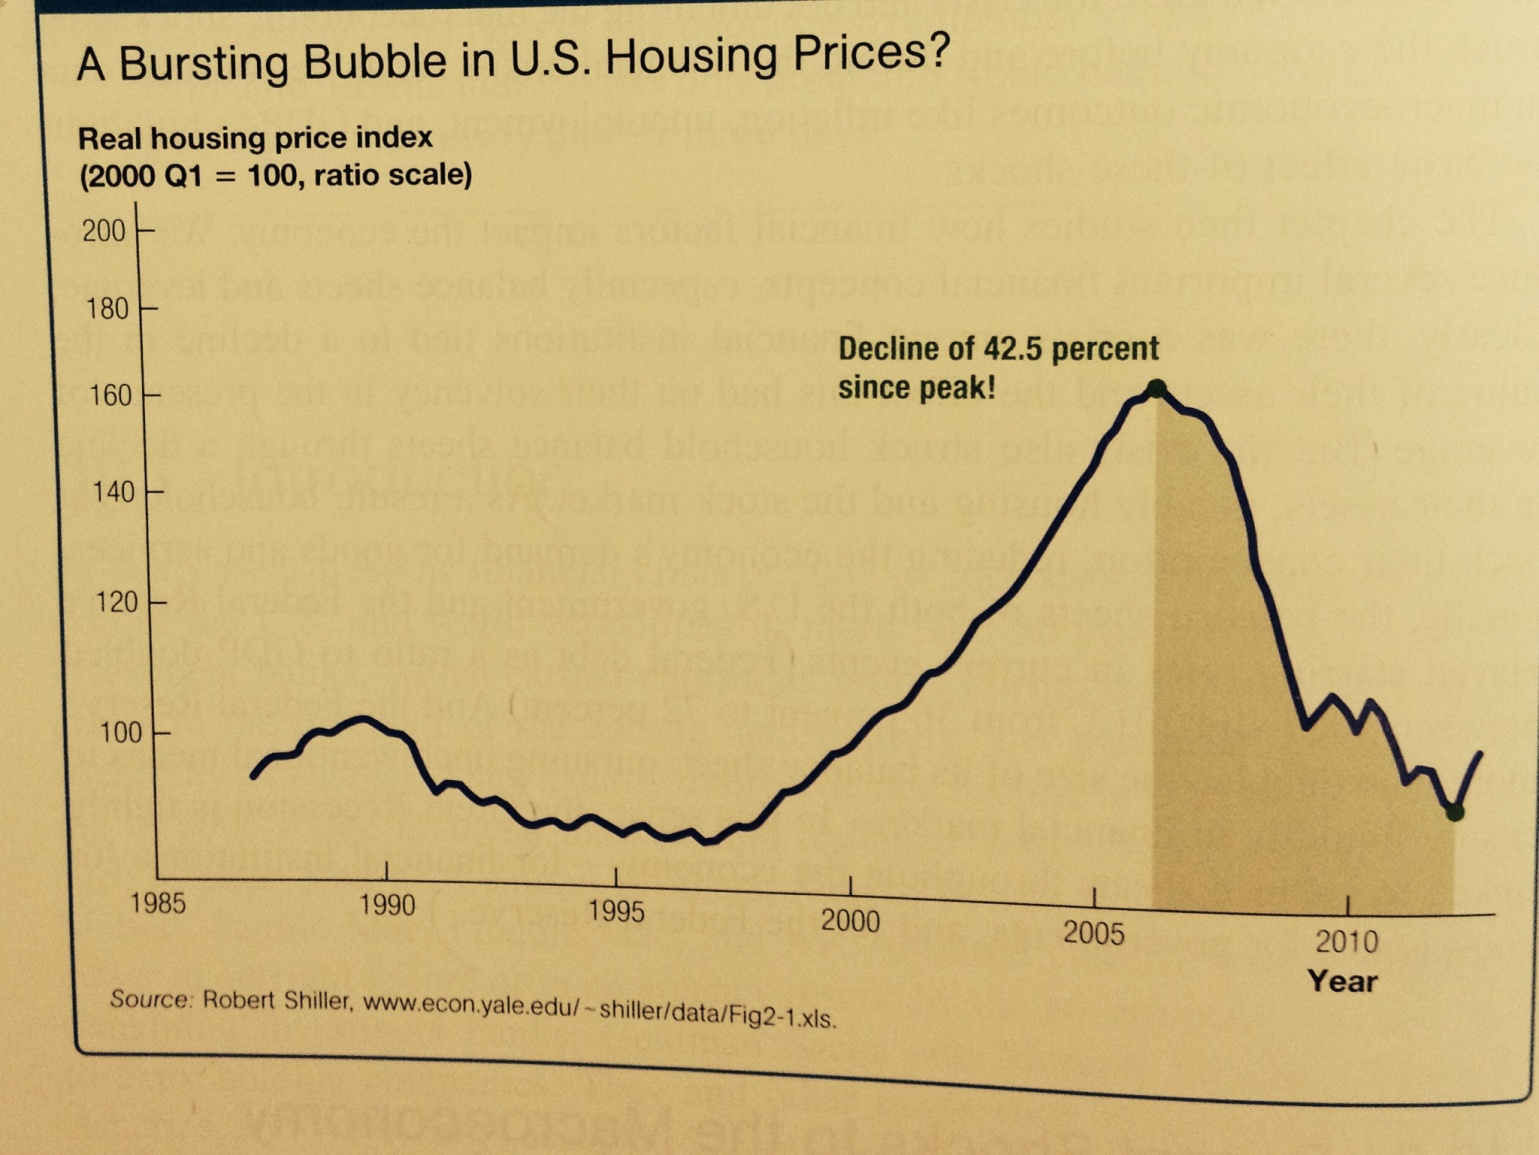 A Bursting Bubble in U.S. Housing Prices?
Real housing price index
(2000 Q1 = 100, ratio scale)
200
180
160
140
120
100
Decline of 42.5 percent
since peak!
1985
1990
1995
2000
2005
2010
Year
Source: Robert Shiller, www.econ.yale.edu/~shiller/data/Fig2-1.xls.